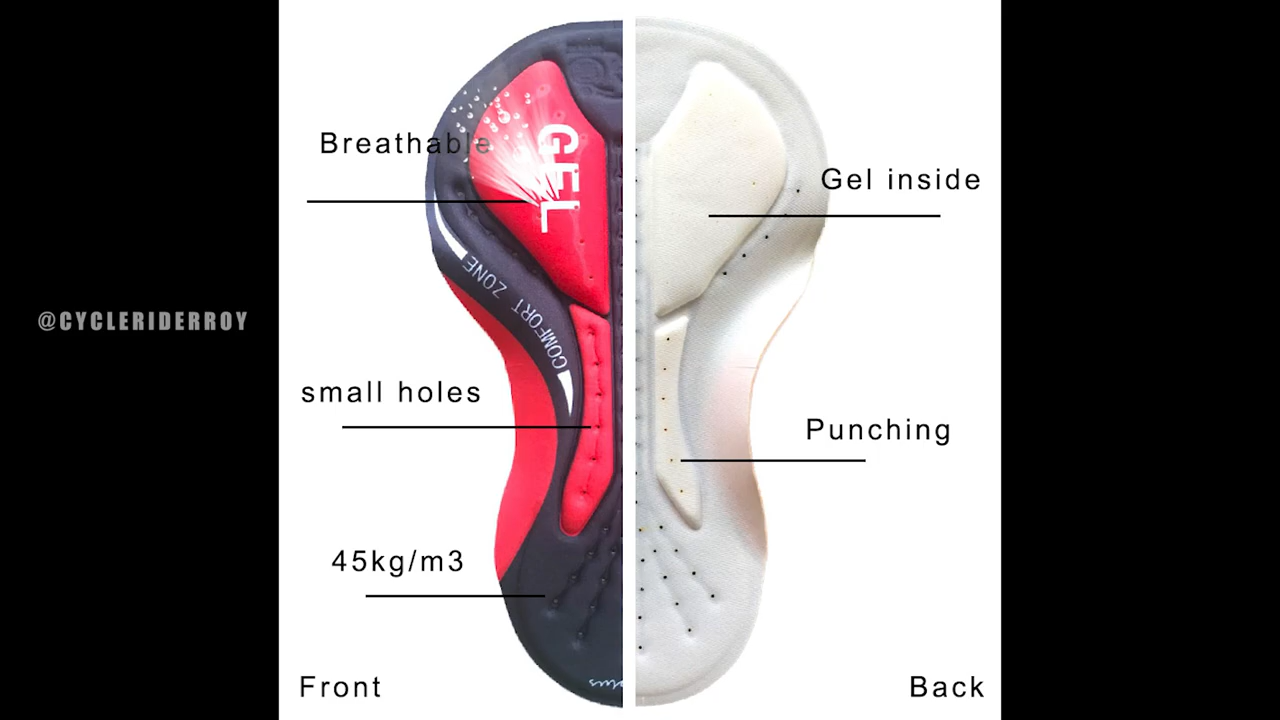 Breathable
GEL
Gel inside
COMFORT ZONE
@CYCLERIDERROY
small holes
Punching
45kg/m3
Front
Back